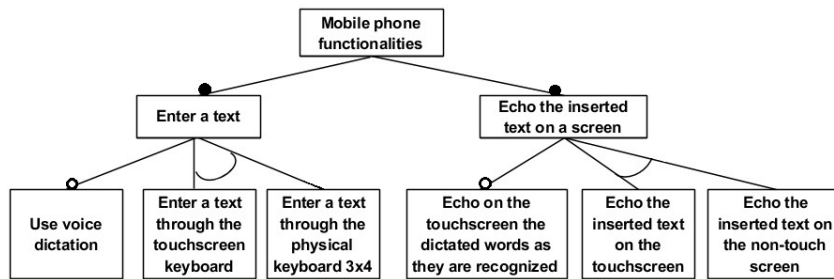 Mobile phone
functionalities
Enter a text
Echo the inserted
text on a screen
Use voice
dictation
Enter a text
through the
touchscreen
keyboard
Enter a text
through the
physical
keyboard 3x4
Echo on the
touchscreen the
dictated words as
they are recognized
Echo the
inserted text
on the
touchscreen
Echo the
inserted text on
the non-touch
screen